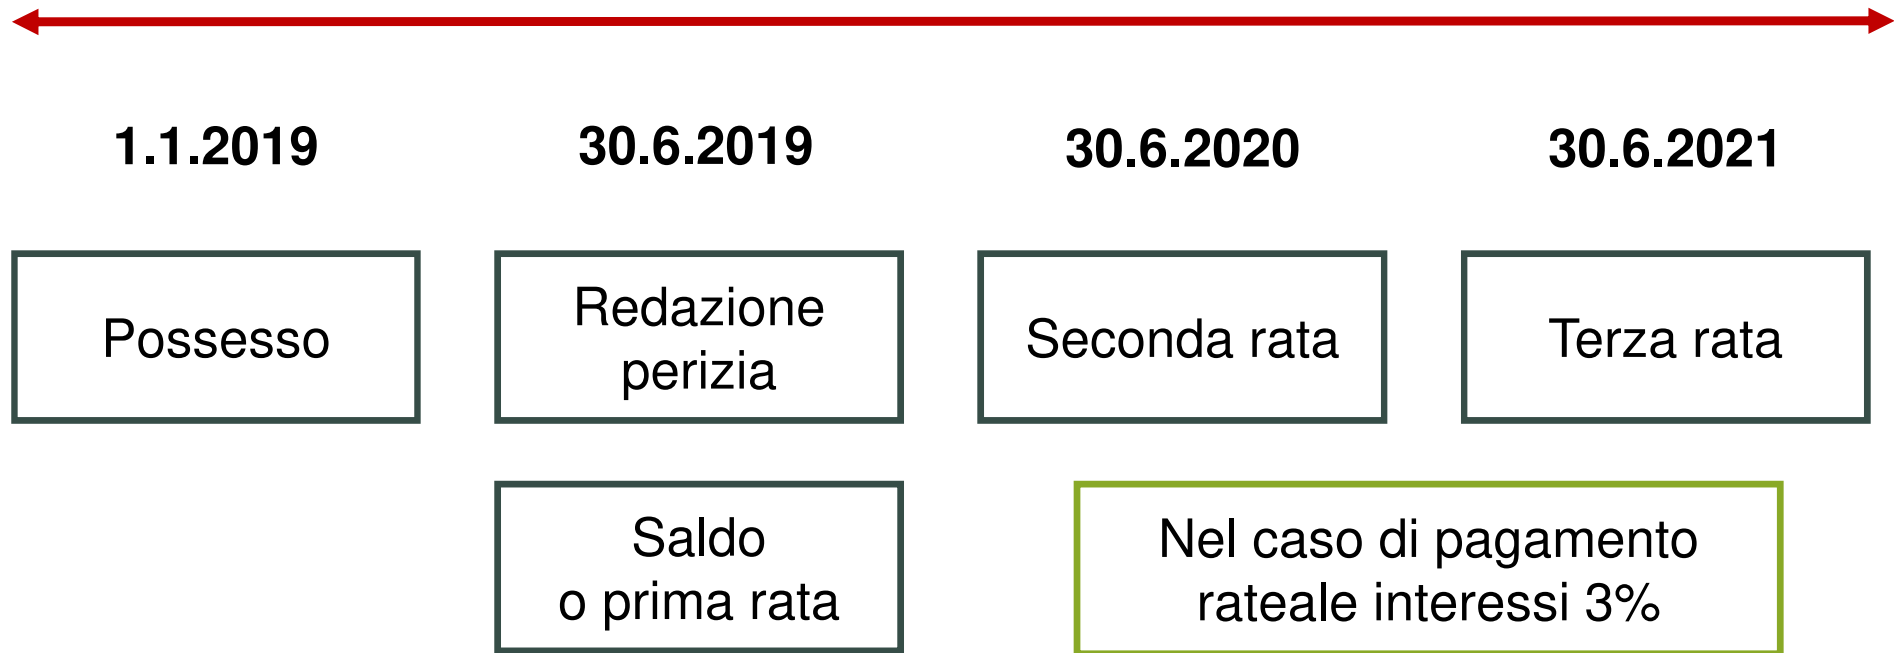 1.1.2019
30.6.2019
30.6.2020
30.6.2021
Possesso
Redazione
perizia
Seconda rata
Terza rata
Saldo
o prima rata
Nel caso di pagamento
rateale interessi 3%